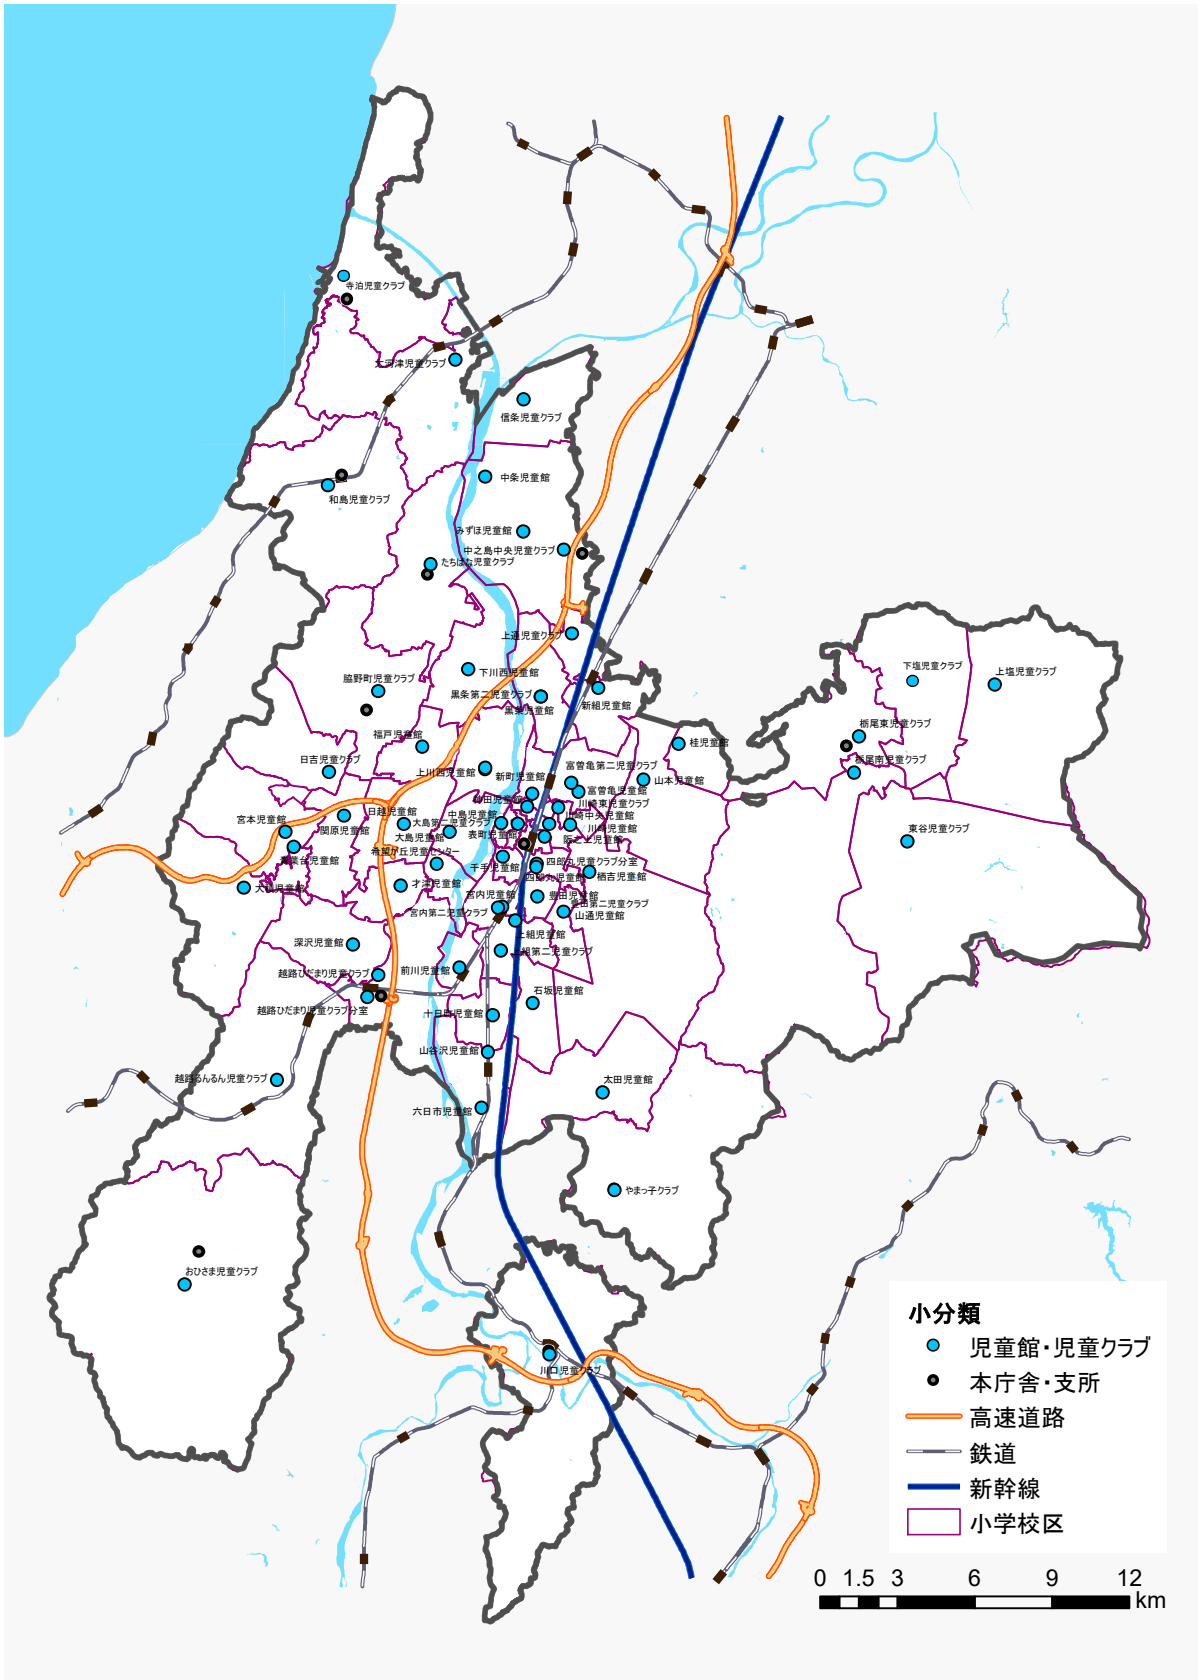 寺泊児童クラブ
大河津児童クラブ
信条児童クラブ
中条児童館
和島児童クラブ
みずほ児童館
中之島中央児童クラブ
たちばな児童クラブ
上通児童クラブ
下川西児童館
脇野町児童クラブ
黒条第二児童クラブ
黒条児童館
新組児童館
下塩児童クラブ
上塩児童クラブ
栃尾東児童クラブ
栃尾南児童クラブ
福戸児童館
桂児童館
日吉児童クラブ
上川西児童館
新町児童館
富曽亀第二児童クラブ
山本児童館
富曽亀児童館
川崎東児童クラブ
宮本児童館
関原児童館
日越児童館
中島児童館
大島第二児童クラブ
大島児童館
表町児童館
川崎中央児童館
川崎児童館
阪之上児童館
東谷児童クラブ
青葉台児童館
希望が丘児童センター
千手児童館
四郎丸児童クラブ分室
四郎丸児童館
栖吉児童館
大積児童館
才津児童館
宮内児童館
宮内第二児童クラブ
豊田児童館
豊田第二児童クラブ
山通児童館
上組児童館
上組第二児童クラブ
深沢児童館
越路ひだまり児童クラブ
前川児童館
越路ひだまり児童クラブ分室
石坂児童館
十日町児童館
山谷沢児童館
越路るんるん児童クラブ
太田児童館
六日市児童館
やまっ子クラブ
おひさま児童クラブ
川口児童クラブ
小分類
児童館・児童クラブ
本庁舎・支所
高速道路
鉄道
新幹線
小学校区
0 1.5 3 6 9 12
km